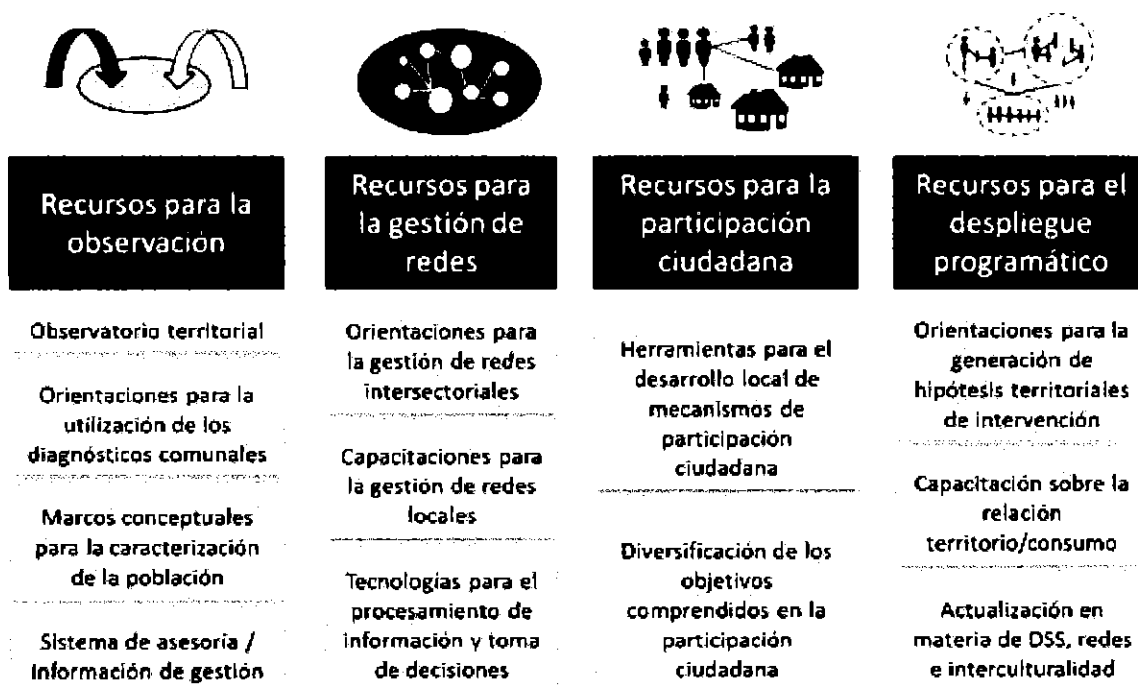 Recursos para la
observación
Observatorio territorial
Orientaciones para la
utilización de los
diagnósticos comunales
Marcos conceptuales
para la caracterización
de la población
Sistema de asesoría /
Información de gestión
Recursos para
la gestión de
redes
Orientaciones para
la gestión de redes
intersectoriales
Capacitaciones para
la gestión de redes
locales
Tecnologías para el
procesamiento de
información y toma
de decisiones
Recursos para la
participación
ciudadana
Herramientas para el
desarrollo local de
mecanismos de
participación
ciudadana
Diversificación de los
objetivos
comprendidos en la
participación
ciudadana
Recursos para el
despliegue
programático
Orientaciones para la
generación de
hipótesis territoriales
de intervención
Capacitación sobre la
relación
territorio/consumo
Actualización en
materia de DSS, redes
e interculturalidad